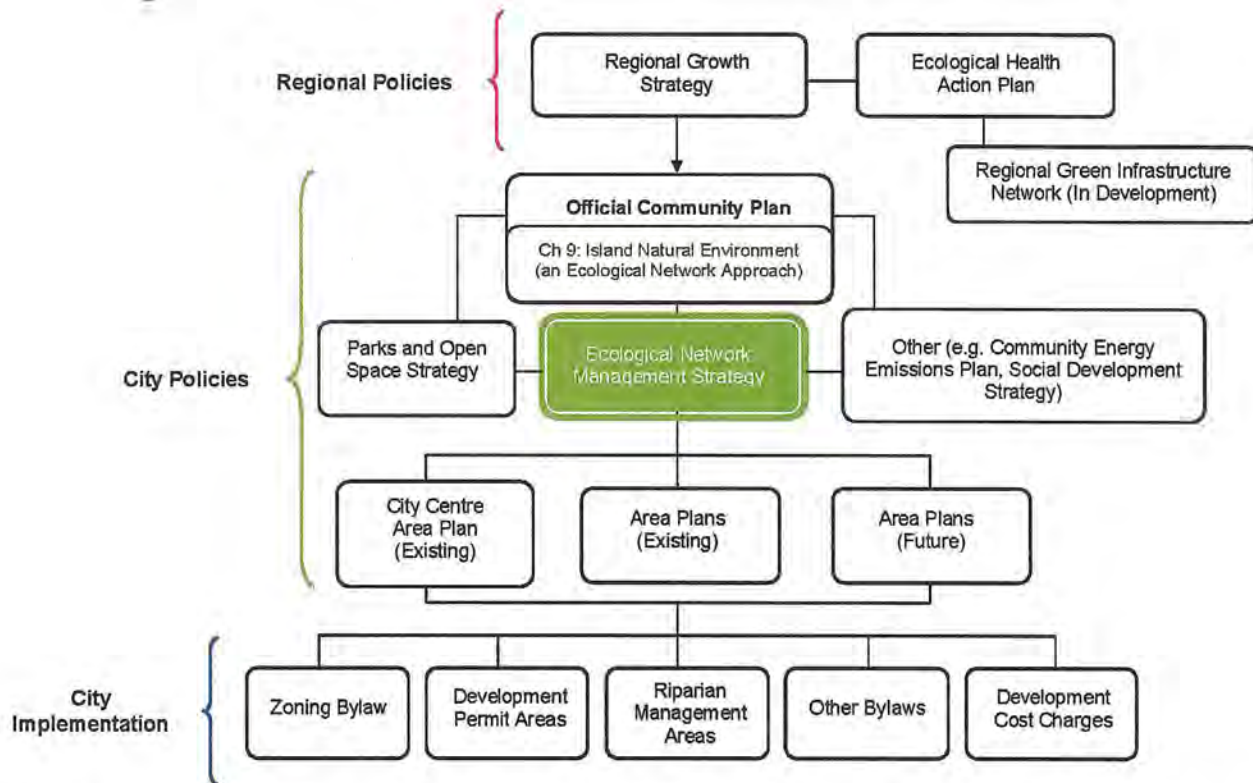 Regional Policies
Regional Growth
Strategy
Ecological Health
Action Plan
Regional Green Infrastructure
Network (In Development)
City Policies
Official Community Plan
Ch 9: Island Natural Environment
(an Ecological Network Approach)
Parks and Open
Space Strategy
Ecological Network
Management Strategy
Other (e.g. Community Energy
Emissions Plan, Social Development
Strategy)
City Centre
Area Plan
(Existing)
Area Plans
(Existing)
Area Plans
(Future)
City
Implementation
Zoning Bylaw
Development
Permit Areas
Riparian
Management
Areas
Other Bylaws
Development
Cost Charges